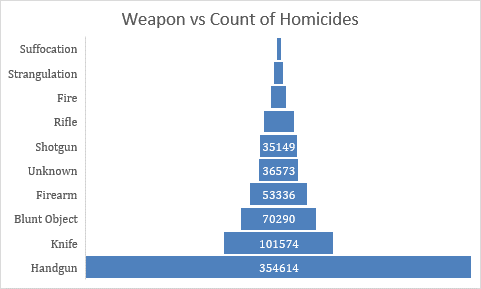 Weapon vs Count of Homicides
Suffocation
Strangulation
Fire
Rifle
Shotgun 35149
Unknown 36573
Firearm 53336
Blunt Object 70290
Knife 101574
Handgun 354614